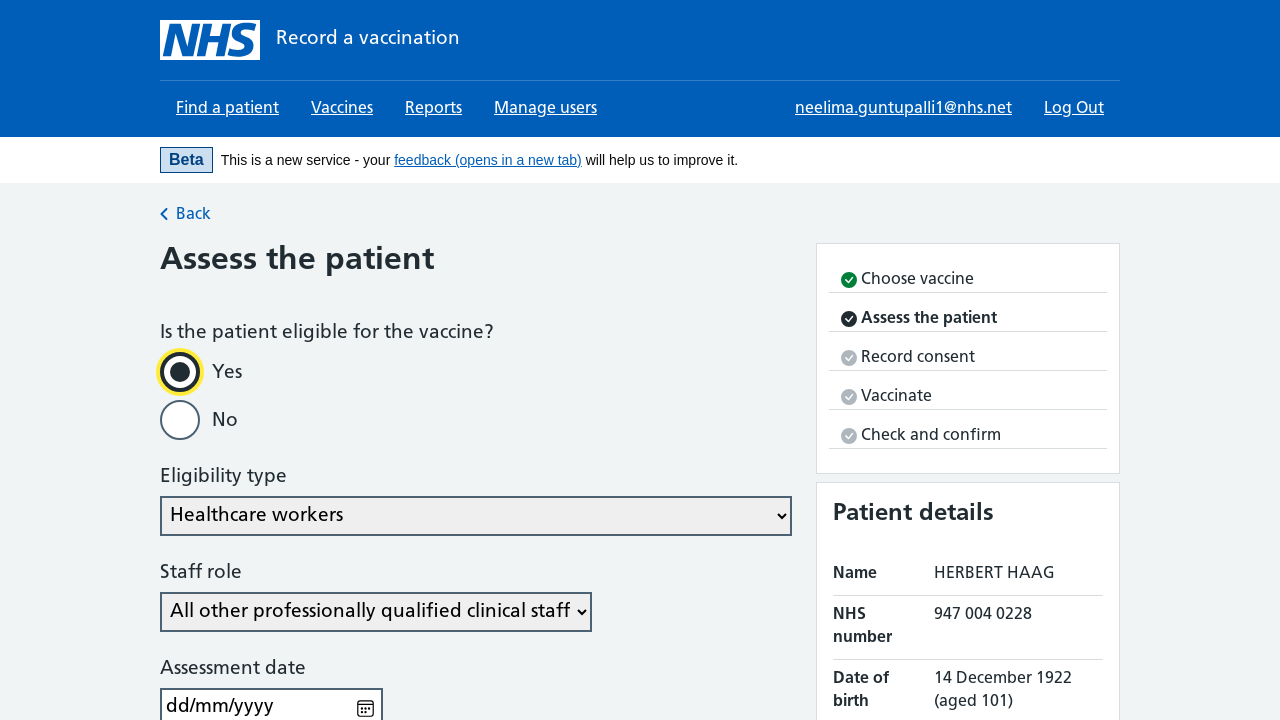 NHS
Record a vaccination
Find a patient
Vaccines
Reports
Manage users
neelima.guntupalli1@nhs.net
Log Out
Beta
This is a new service - your feedback (opens in a new tab) will help us to improve it.
Back
Assess the patient
Is the patient eligible for the vaccine?
Yes
No
Eligibility type
Healthcare workers
Staff role
All other professionally qualified clinical staff
Assessment date
dd/mm/yyyy
Choose vaccine
Assess the patient
Record consent
Vaccinate
Check and confirm
Patient details
Name
HERBERT HAAG
NHS
number
947 004 0228
Date of
birth
14 December 1922
(aged 101)